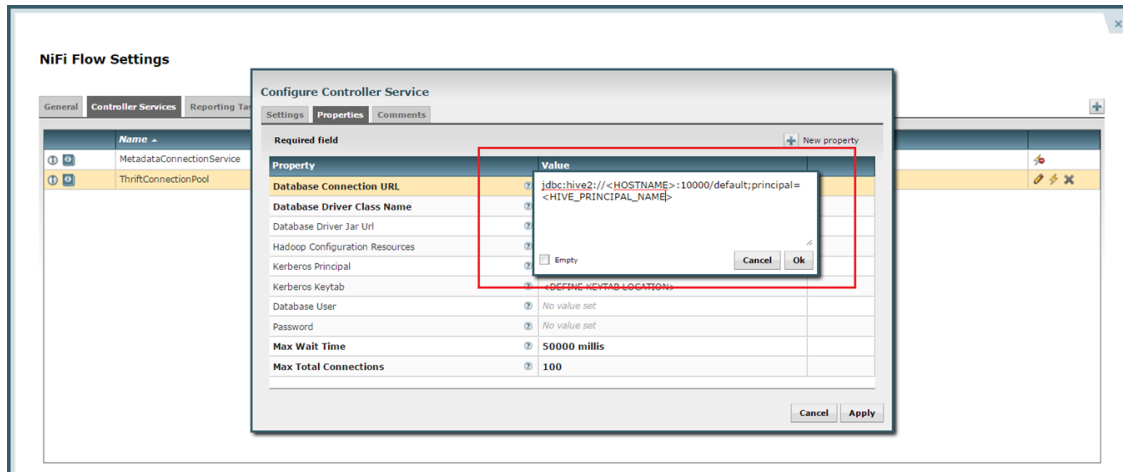 NiFi Flow Settings
General Controller Services Reporting Tas
Name
MetadataConnectionService
ThriftConnectionPool
Configure Controller Service
Settings Properties Comments
Required field New property
Property Value
Database Connection URL
jdbc:hive2://<HOSTNAME>:10000/default;principal=
<HIVE_PRINCIPAL_NAME>
Database Driver Class Name
Database Driver Jar Url
Hadoop Configuration Resources
Kerberos Principal
Empty Cancel Ok
Kerberos Keytab <DEFINE KEYTAB LOCATION>
Database User No value set
Password No value set
Max Wait Time 50000 millis
Max Total Connections 100
Cancel Apply